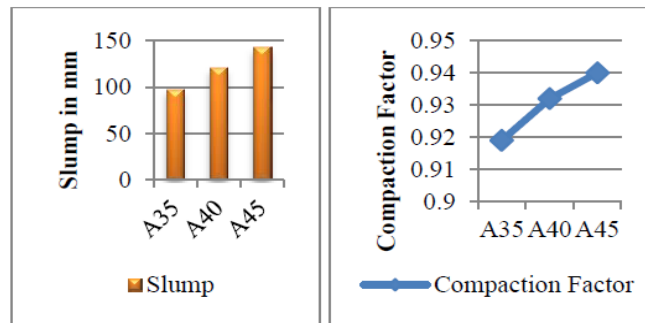 Slump in mm
150
100
50
0
A35
A40
A45
Slump
Compaction Factor
0.95
0.94
0.93
0.92
0.91
0.9
A35 A40 A45
Compaction Factor